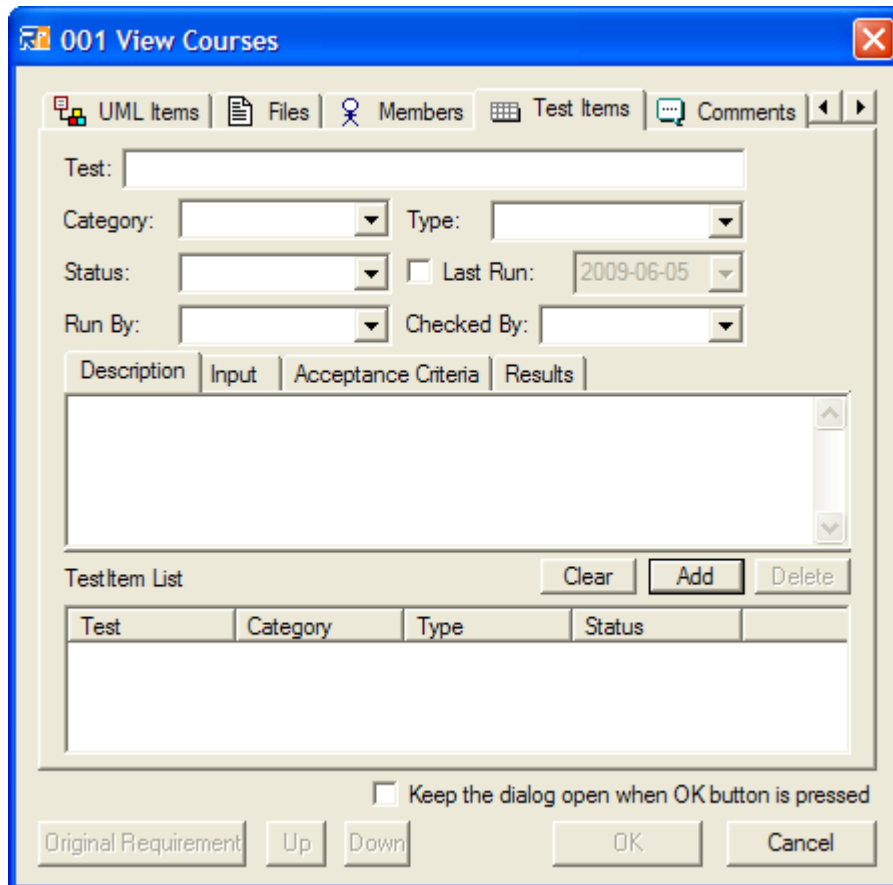 001 View Courses
UML Items Files Members Test Items Comments
Test:
Category: Type:
Status: Last Run: 2009-06-05
Run By: Checked By:
Description Input Acceptance Criteria Results
TestItem List Clear Add Delete
Test Category Type Status
Keep the dialog open when OK button is pressed
Original Requirement Up Down OK Cancel